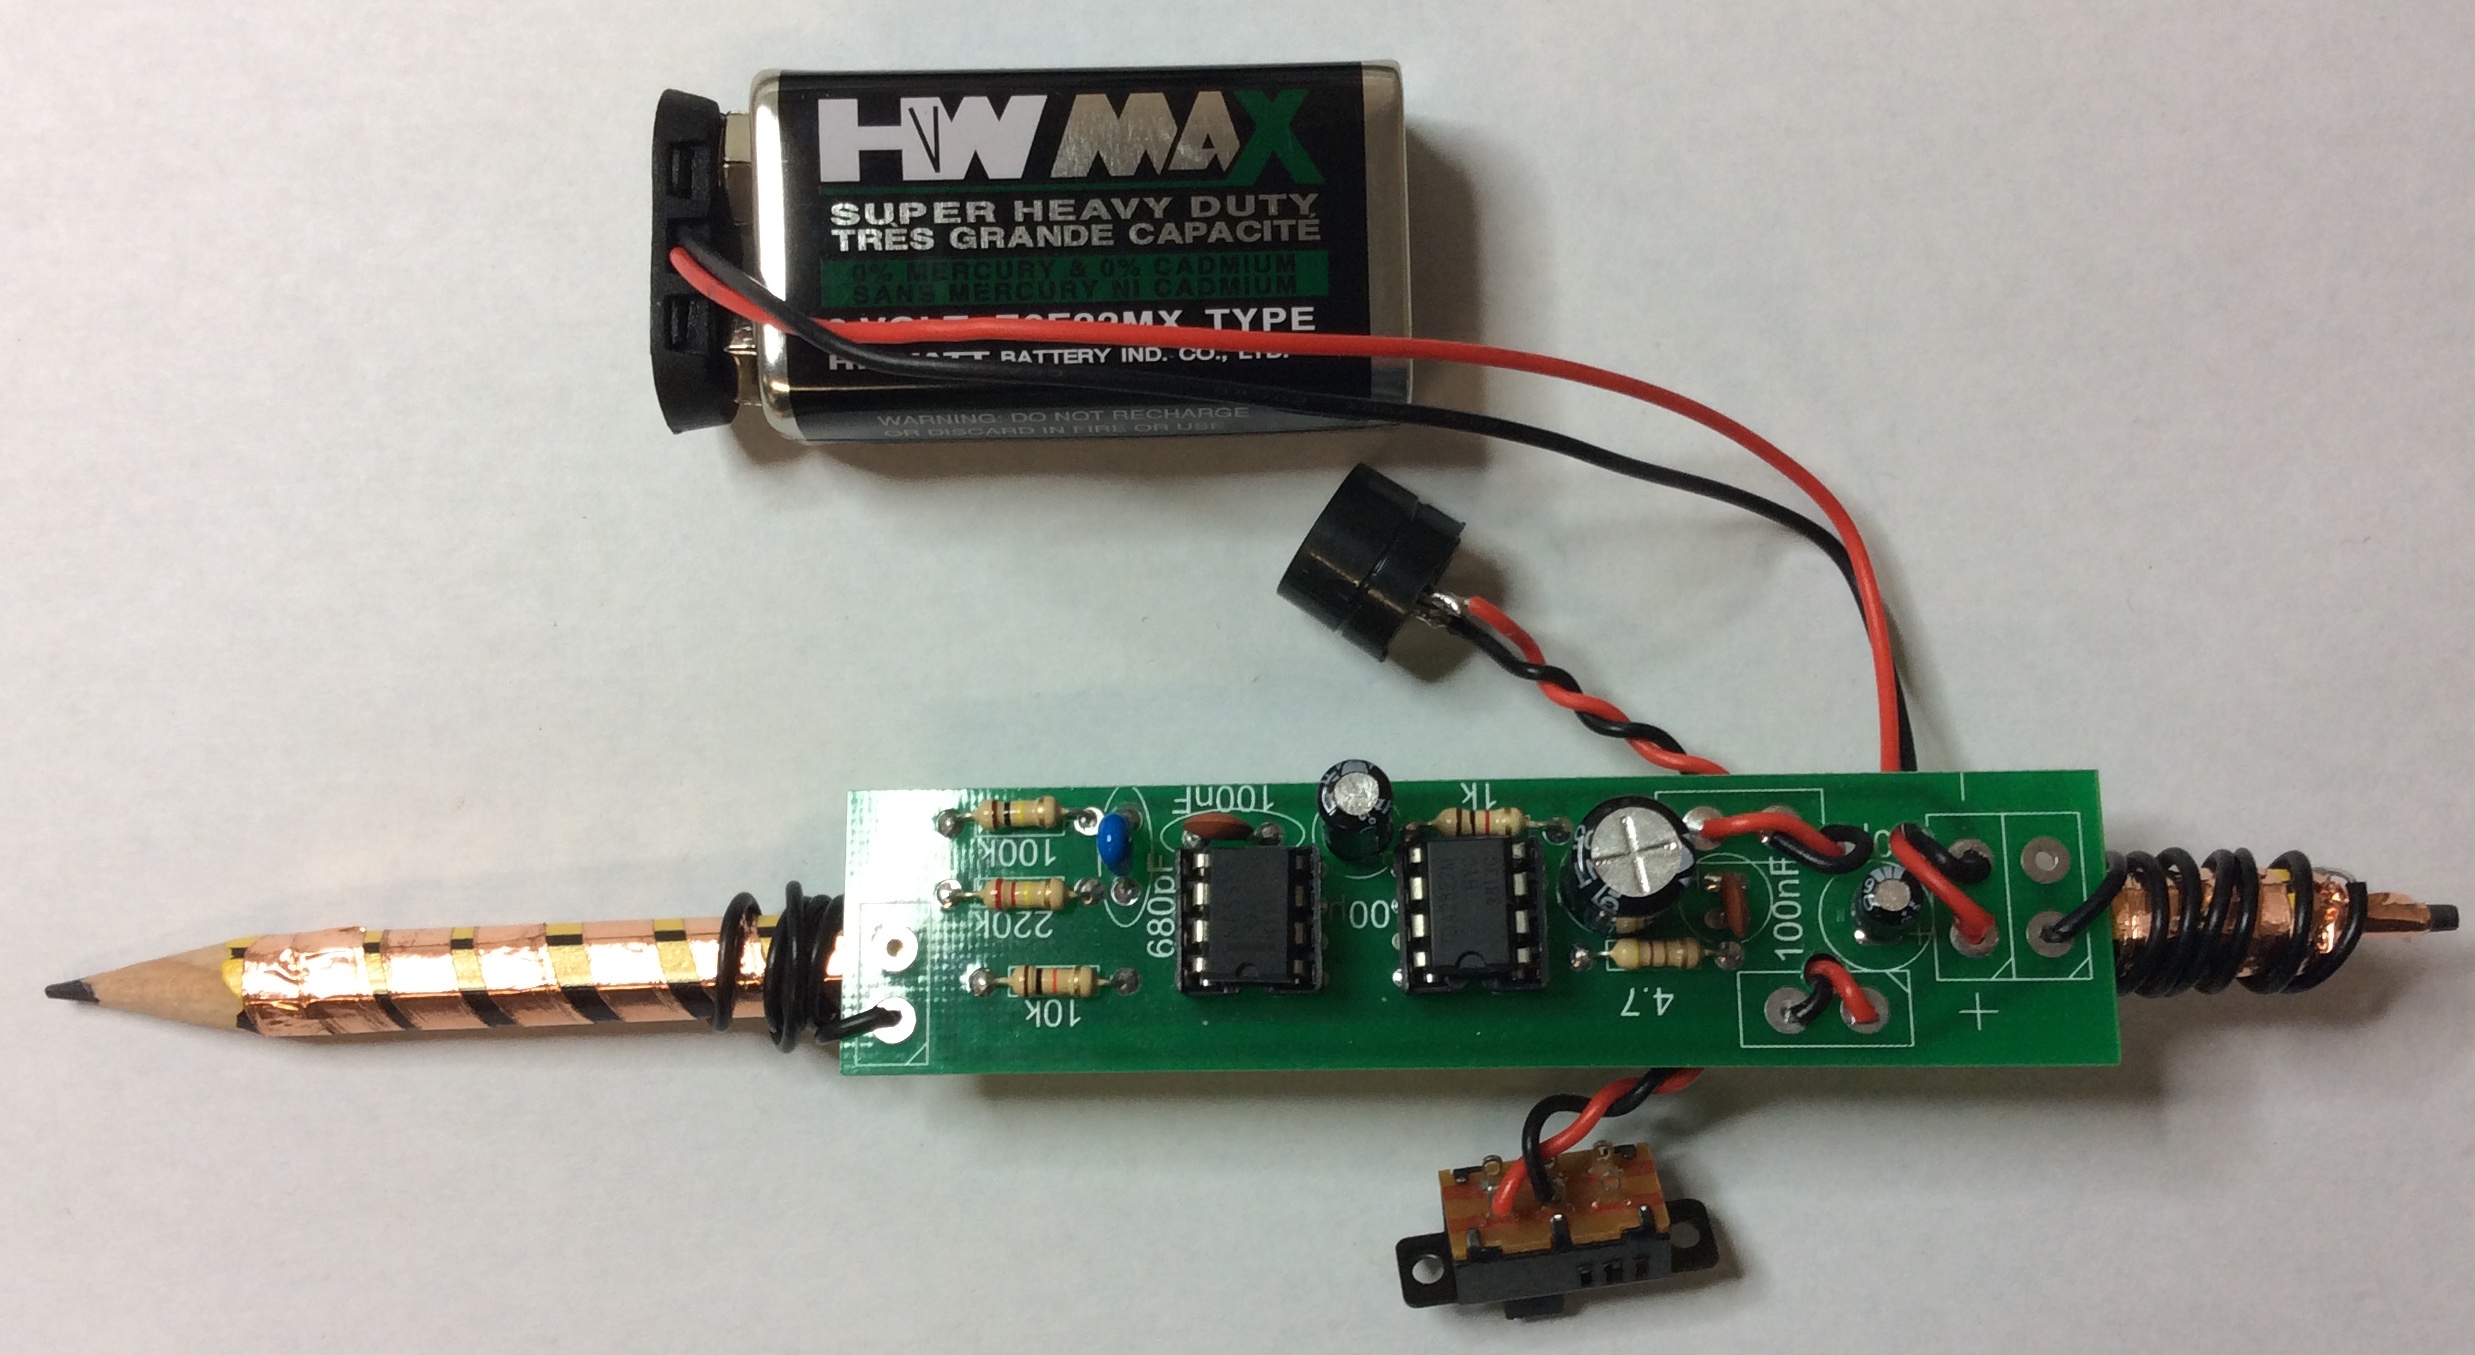 HW MAX
SUPER HEAVY DUTY
TRÈS GRANDE CAPACITÉ
0% MERCURY & 0% CADMIUM
SANS MERCURY NI CADMIUM
TYPE
BATTERY IND. CO., LTD.
WARNING: DO NOT RECHARGE
OR DISCARD IN FIRE OR USE
100nF
1k
100k
680pF
220k
100nF
10k
4.7
+